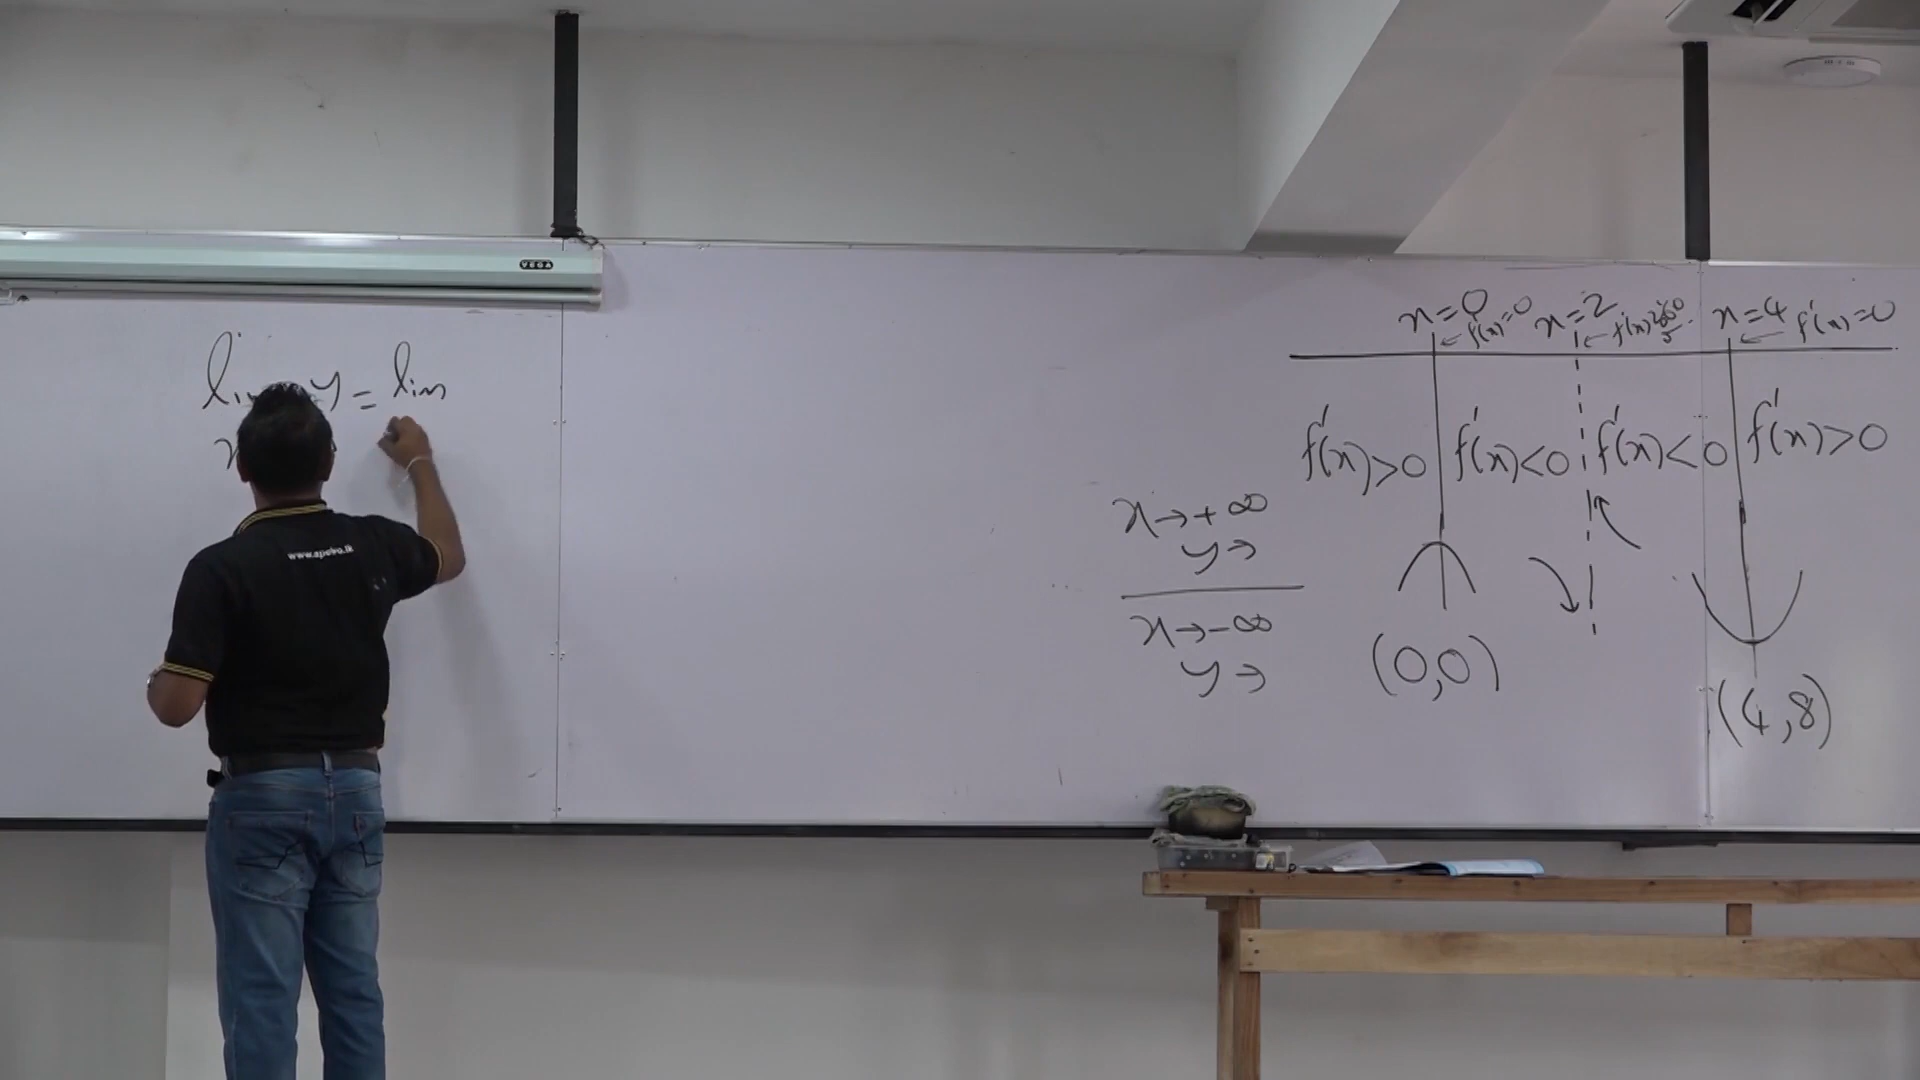 VEGA
lim y = lim
www.apeiro.lk
x=0 x=2 x=4
f'(x)=0 f'(x) f'(x)=0
f'(x)>0 f'(x)<0 f'(x)<0 f'(x)>0
x→+∞
y→
x→-∞
y→
(0,0)
(4,8)